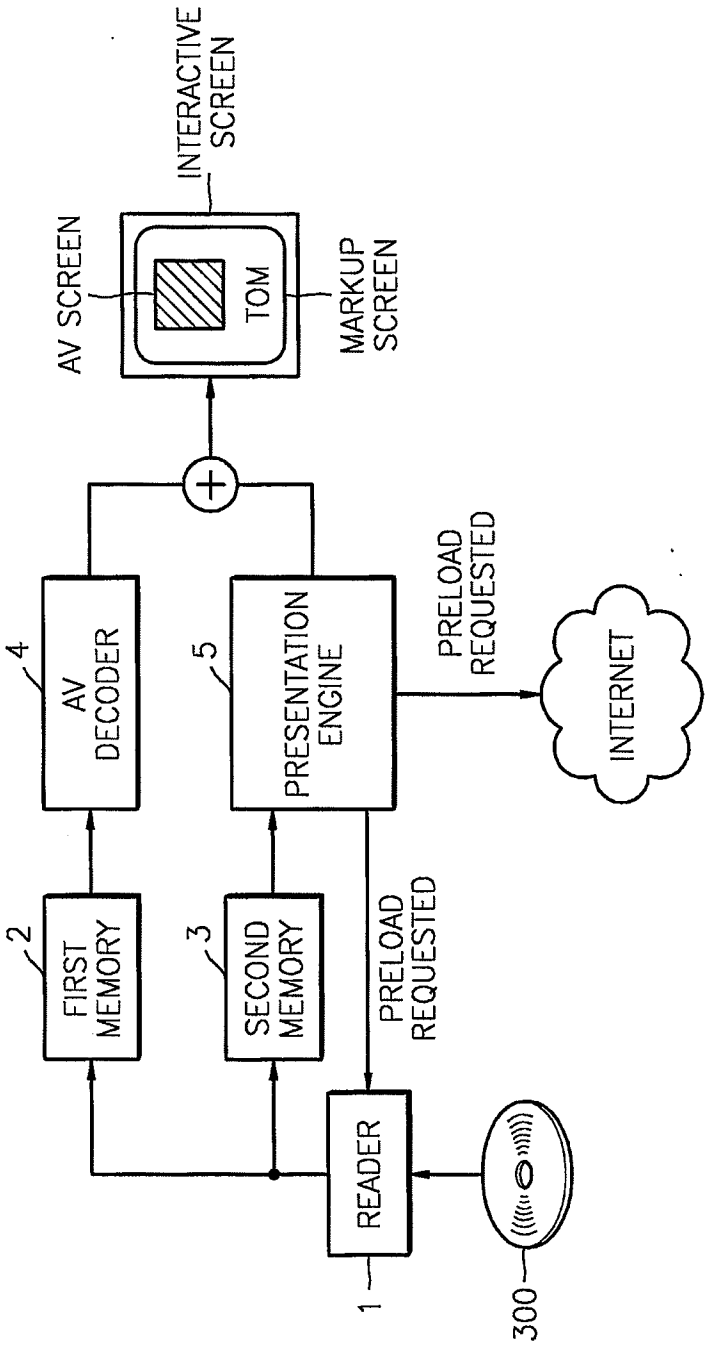 300
1
READER
2
FIRST
MEMORY
3
SECOND
MEMORY
PRELOAD
REQUESTED
4
AV
DECODER
5
PRESENTATION
ENGINE
PRELOAD
REQUESTED
INTERNET
+
AV SCREEN
TOM
MARKUP
SCREEN
INTERACTIVE
SCREEN